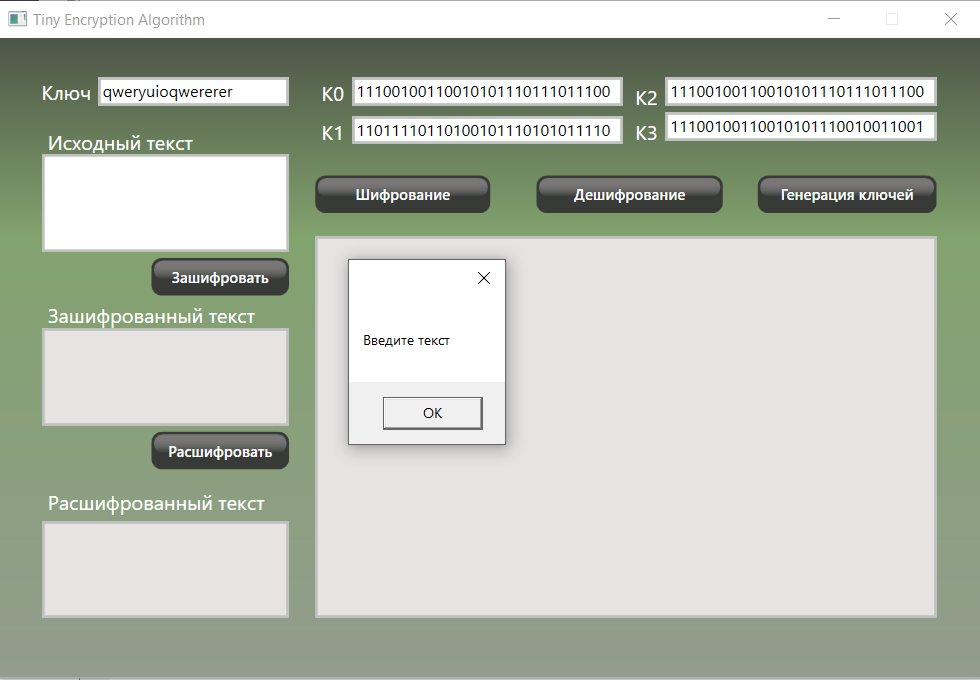 Tiny Encryption Algorithm
Ключ qweryuioqwererer
K0 11100100110010101110111011100
K2 11100100110010101110111011100
K1 11011110110100101110101011110
K3 11100100110010101110010011001
Исходный текст
Шифрование
Дешифрование
Генерация ключей
Зашифровать
Зашифрованный текст
Введите текст
OK
Расшифровать
Расшифрованный текст